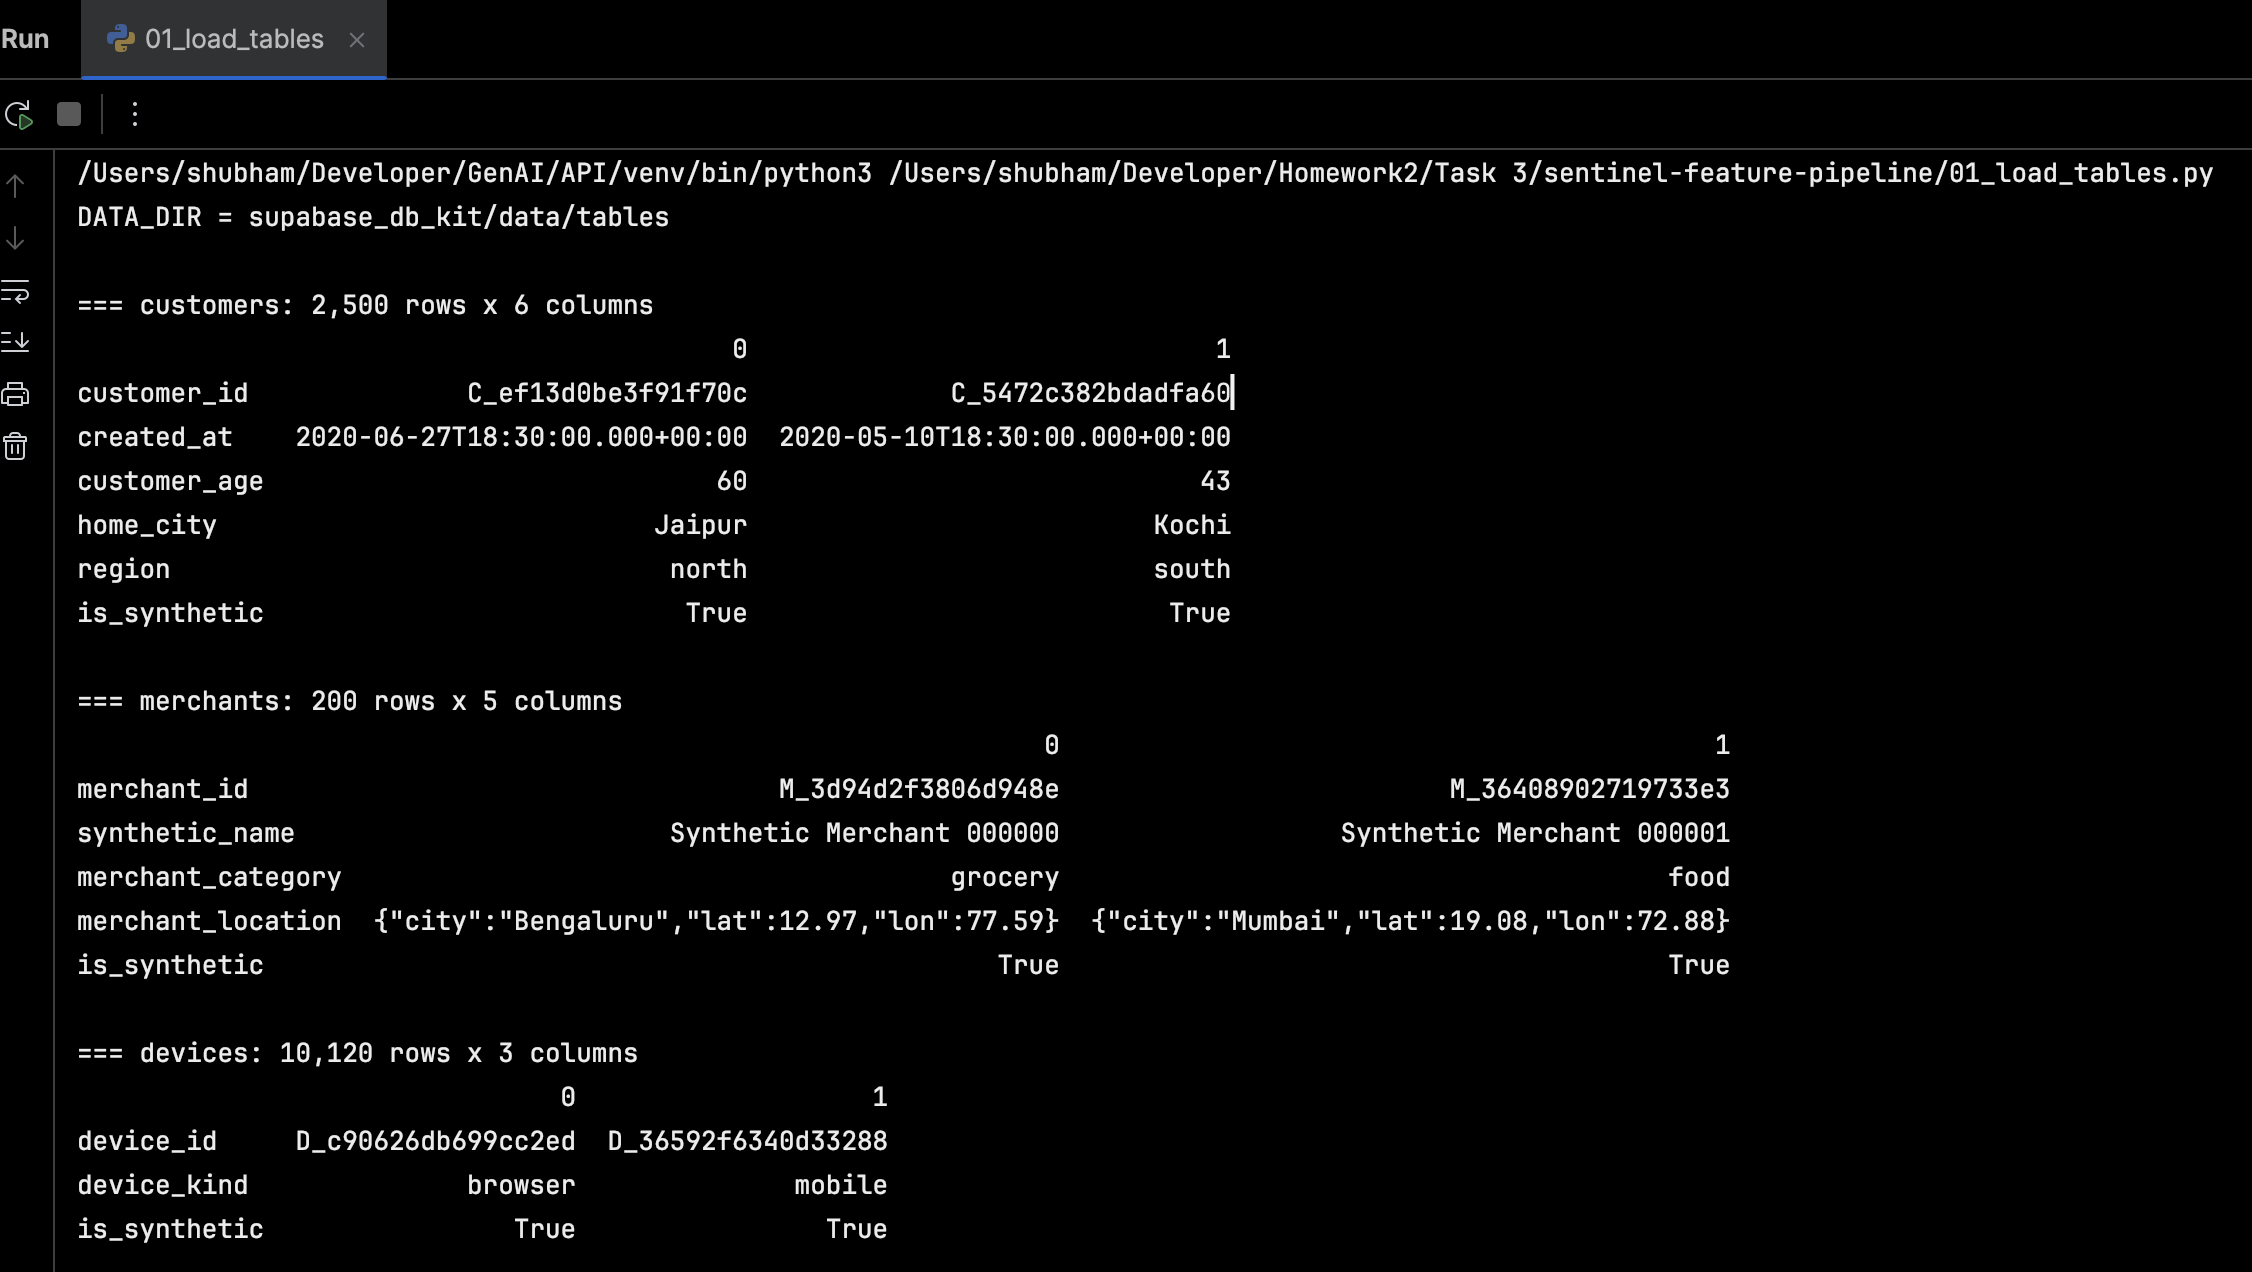 Run 01_load_tables
/Users/shubham/Developer/GenAI/API/venv/bin/python3 /Users/shubham/Developer/Homework2/Task 3/sentinel-feature-pipeline/01_load_tables.py
DATA_DIR = supabase_db_kit/data/tables
=== customers: 2,500 rows x 6 columns
0 1
customer_id C_ef13d0be3f91f70c C_5472c382bdadfa60
created_at 2020-06-27T18:30:00.000+00:00 2020-05-10T18:30:00.000+00:00
customer_age 60 43
home_city Jaipur Kochi
region north south
is_synthetic True True
=== merchants: 200 rows x 5 columns
0 1
merchant_id M_3d94d2f3806d948e M_36408902719733e3
synthetic_name Synthetic Merchant 000000 Synthetic Merchant 000001
merchant_category grocery food
merchant_location {"city":"Bengaluru","lat":12.97,"lon":77.59} {"city":"Mumbai","lat":19.08,"lon":72.88}
is_synthetic True True
=== devices: 10,120 rows x 3 columns
0 1
device_id D_c90626db699cc2ed D_36592f6340d33288
device_kind browser mobile
is_synthetic True True